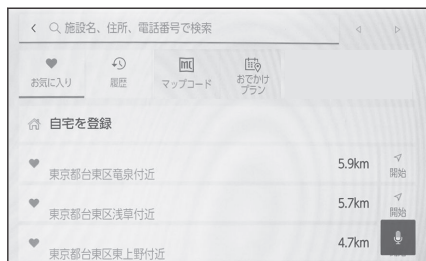 施設名、住所、電話番号で検索
お気に入り
履歴
マップコード
おでかけ
プラン
自宅を登録
5.9km
東京都台東区竜泉付近
開始
5.7km
東京都台東区浅草付近
開始
4.7km
東京都台東区東上野付近